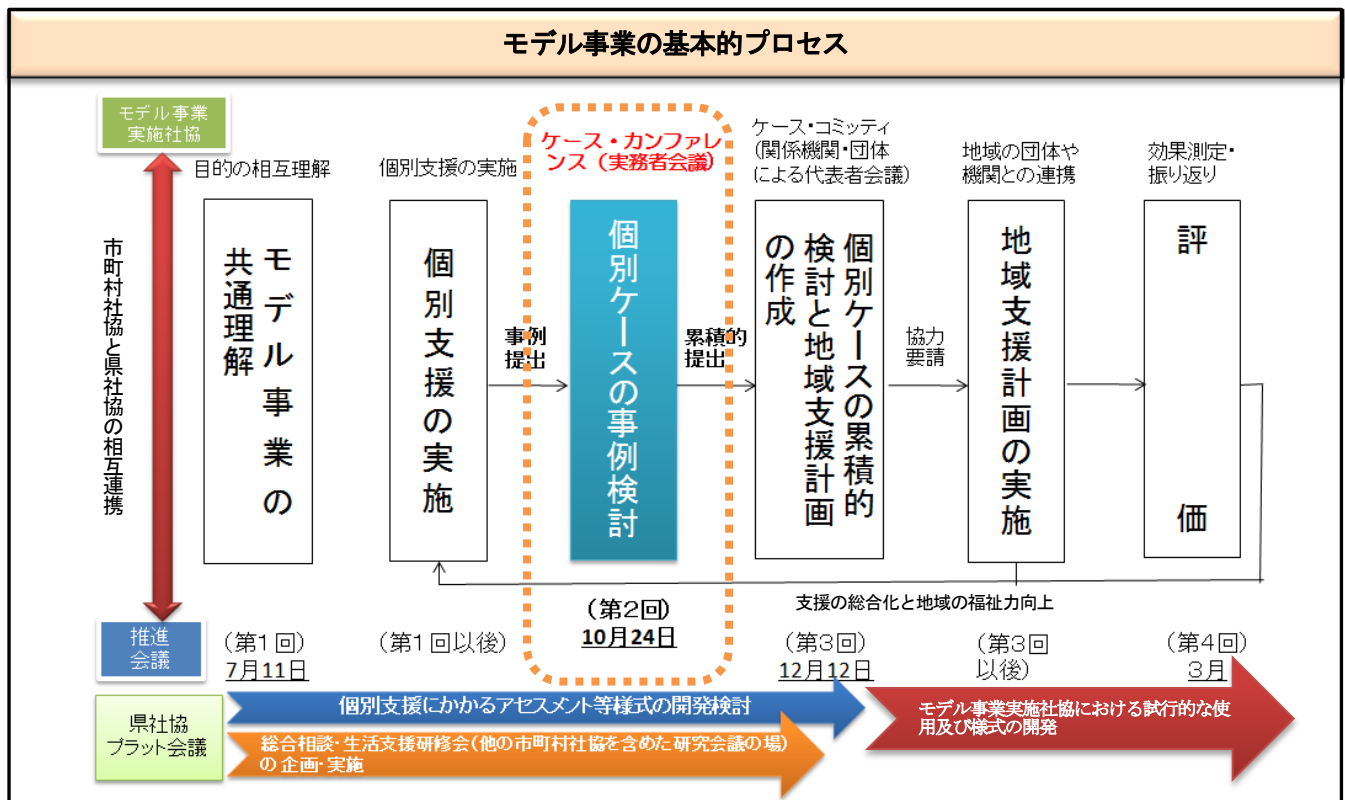 モデル事業の基本的プロセス
モデル事業
実施社協
市町村社協と県社協の相互連携
推進
会議
目的の相互理解
モデル事業の
共通理解
(第1回)
7月11日
個別支援の実施
個別支援の実施
(第1回以後)
事例
提出
ケース・カンファレ
ンス(実務者会議)
個別ケースの事例検討
(第2回)
10月24日
累積的
提出
ケース・コミッティ
(関係機関・団体
による代表者会議)
個別ケースの累積的
検討と地域支援計画
の作成
(第3回)
12月12日
協力
要請
地域の団体や
機関との連携
地域支援計画の実施
(第3回
以後)
効果測定・
振り返り
評価
(第4回)
3月
支援の総合化と地域の福祉力向上
県社協
プラット会議
個別支援にかかるアセスメント等様式の開発検討
総合相談・生活支援研修会(他の市町村社協を含めた研究会議の場)
の 企画・実施
モデル事業実施社協における試行的な使
用及び様式の開発